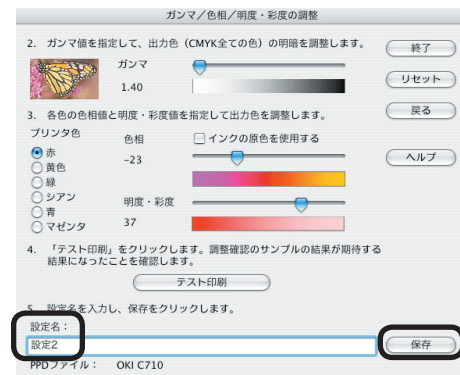 ガンマ／色相／明度・彩度の調整
2. ガンマ値を指定して、出力色（CMYK全ての色）の明暗を調整します。
終了
ガンマ
1.40
リセット
3. 各色の色相値と明度・彩度値を指定して出力色を調整します。
戻る
プリンタ色
色相
インクの原色を使用する
赤
-23
ヘルプ
黄色
緑
シアン
明度・彩度
青
マゼンタ
37
4. 「テスト印刷」をクリックします。調整確認のサンプルの結果が期待する
結果になったことを確認します。
テスト印刷
5. 設定名を入力し、保存をクリックします。
設定名：
設定2
保存
PPDファイル： OKI C710